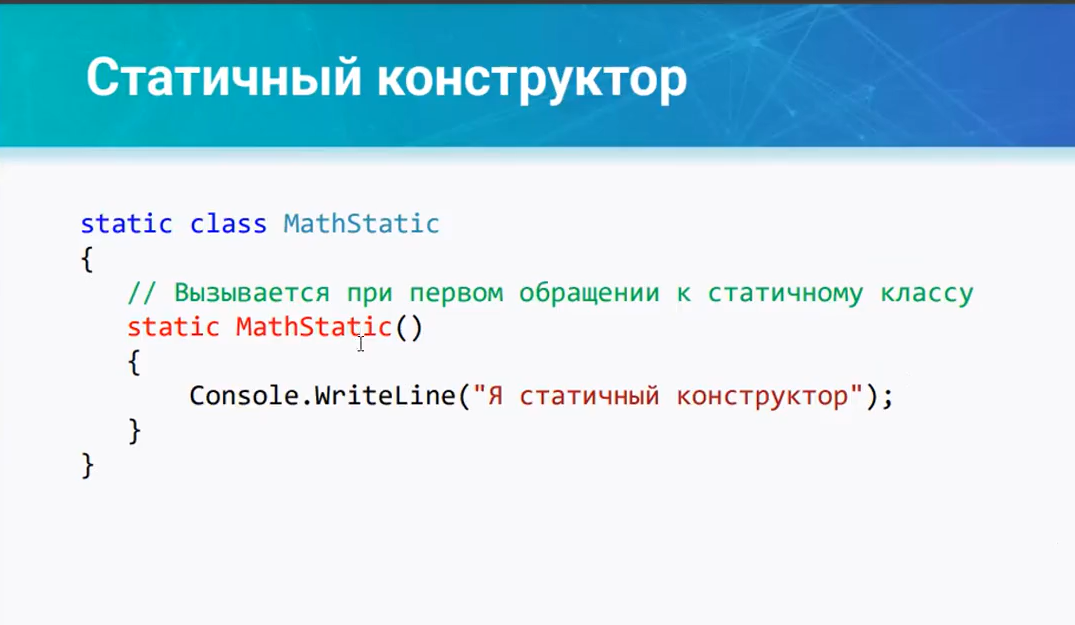 Статичный конструктор
static class MathStatic
{
// Вызывается при первом обращении к статичному классу
static MathStatic()
{
Console.WriteLine("Я статичный конструктор");
}
}